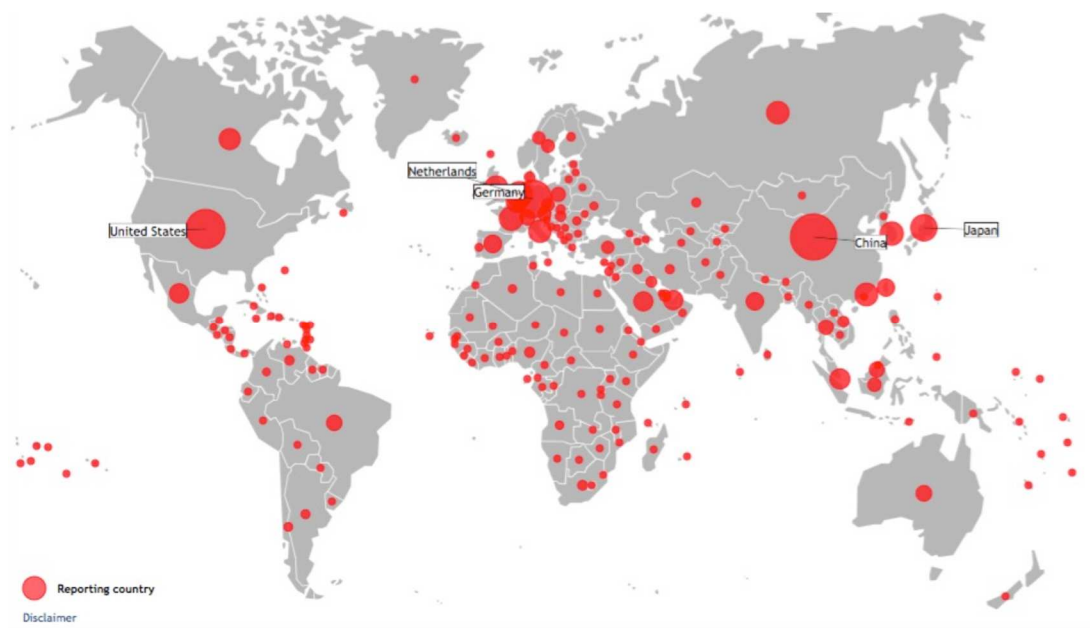 Netherlands
Germany
United States
China
Japan
Reporting country
Disclaimer